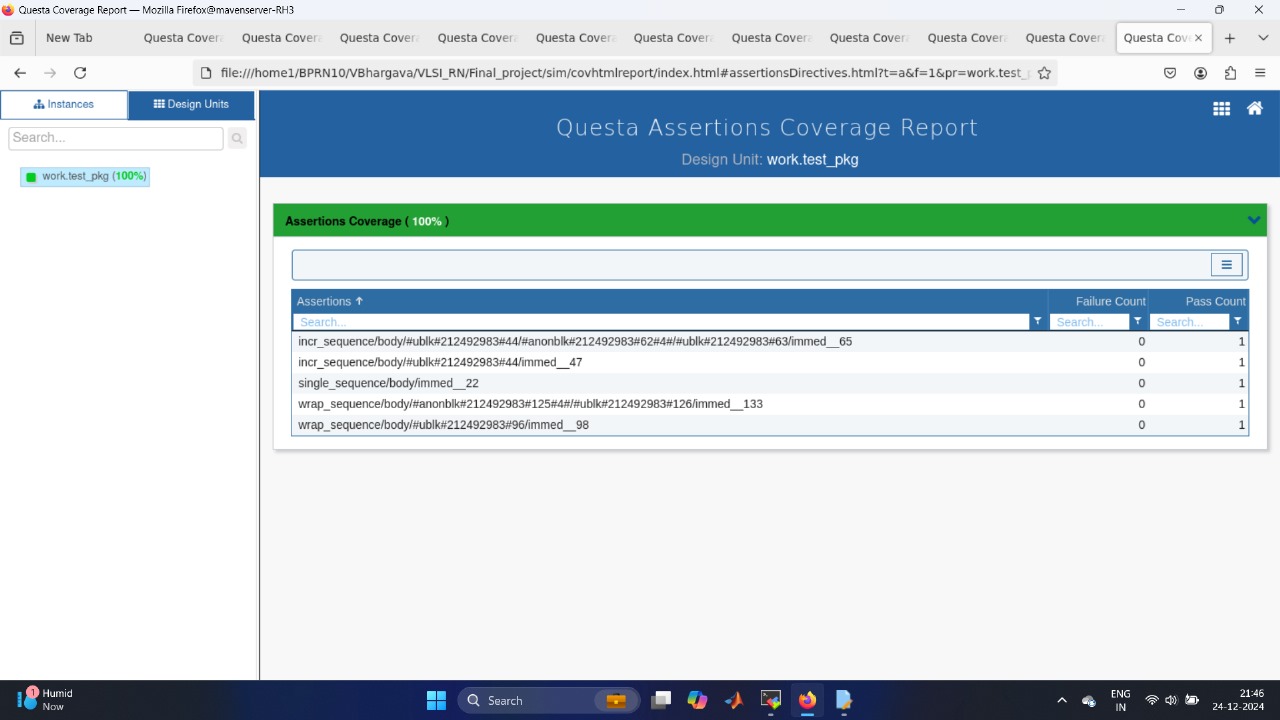 Questa Coverage Report — Mozilla Firefox@mavenserver-RH3
New Tab
Questa Cover
Questa Cover
Questa Cover
Questa Cover
Questa Cover
Questa Cover
Questa Cover
Questa Cover
Questa Cover
Questa Cover
Questa Cov
file:///home1/BPRN10/VBhargava/VLSI_RN/Final_project/sim/covhtmlreport/index.html#assertionsDirectives.html?t=a&f=1&pr=work.test_
Instances
Design Units
Search...
work.test_pkg (100%)
Questa Assertions Coverage Report
Design Unit: work.test_pkg
Assertions Coverage ( 100% )
Assertions Failure Count Pass Count
Search... Search... Search...
incr_sequence/body/#ublk#212492983#44/#anonblk#212492983#62#4#/#ublk#212492983#63/immed__65 0 1
incr_sequence/body/#ublk#212492983#44/immed__47 0 1
single_sequence/body/immed__22 0 1
wrap_sequence/body/#anonblk#212492983#125#4#/#ublk#212492983#126/immed__133 0 1
wrap_sequence/body/#ublk#212492983#96/immed__98 0 1
1
Humid
Now
Search
ENG
IN
21:46
24-12-2024